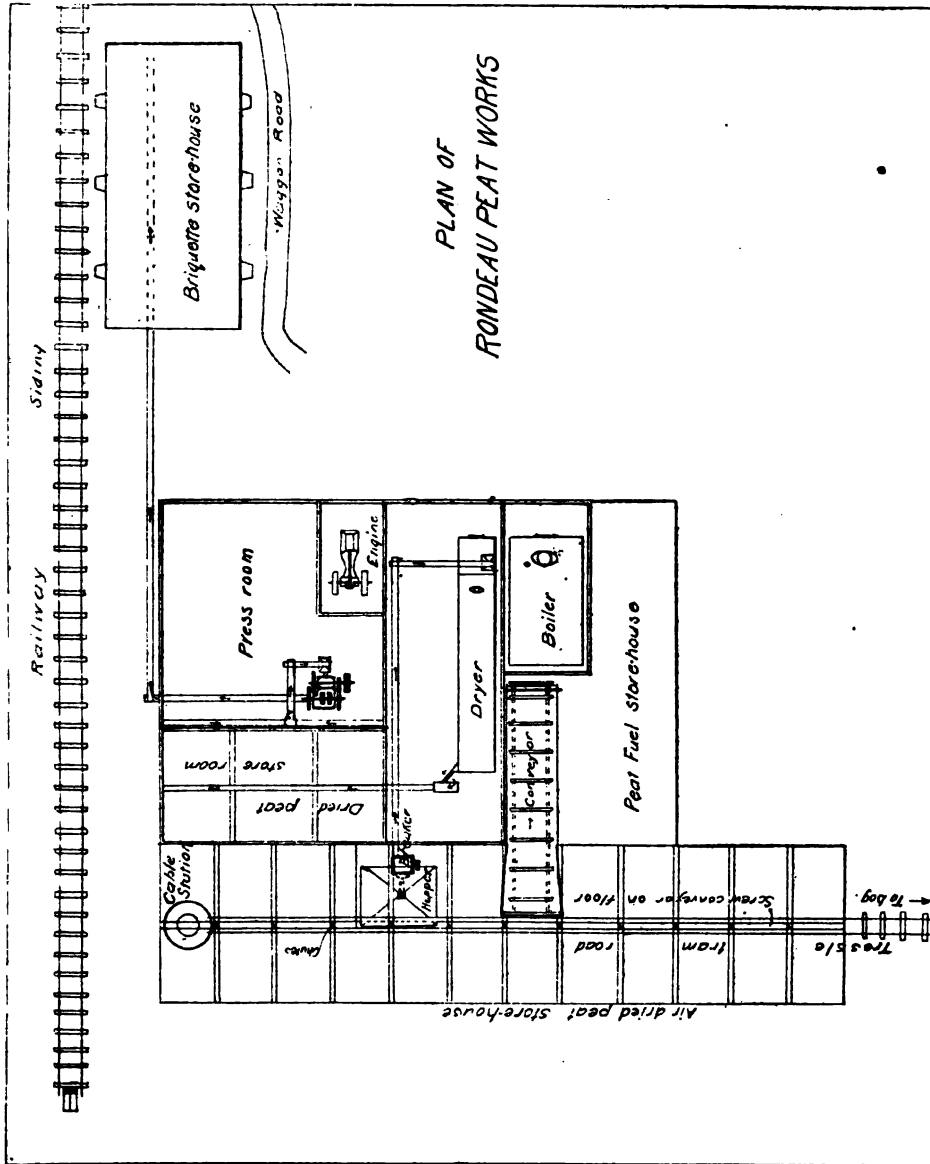 PLAN OF
RONDEAU PEAT WORKS
Railway Siding
Briquette store-house
Waggon Road
Press room
Engine
Boiler
Dryer
Peat Fuel store-house
Dried peat
store room
→ Conveyor
Cable
Station
Hopper
Chutes
Screw conveyor on floor
Trestle tram road
← To bog.
Air dried peat store-house